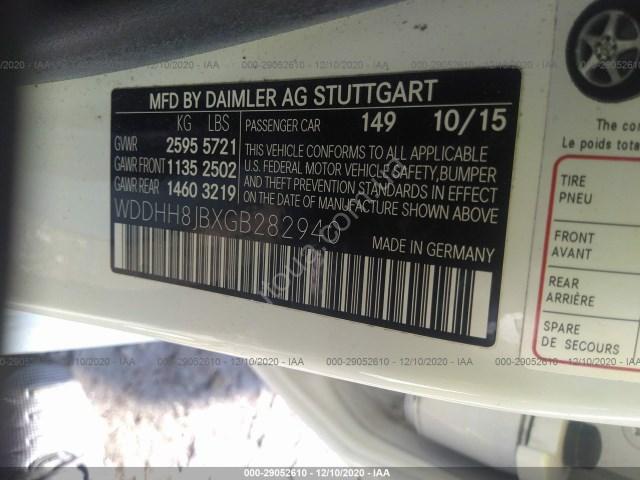 000-29052610 - 12/10/2020 - IAA
MFD BY DAIMLER AG STUTTGART
KG LBS
PASSENGER CAR 149 10/15
GVWR 2595 5721
GAWR FRONT 1135 2502
GAWR REAR 1460 3219
THIS VEHICLE CONFORMS TO ALL APPLICABLE
U.S. FEDERAL MOTOR VEHICLE SAFETY, BUMPER
AND THEFT PREVENTION STANDARDS IN EFFECT
ON THE DATE OF MANUFACTURE SHOWN ABOVE.
MADE IN GERMANY
The
Le poids total
TIRE
PNEU
FRONT
AVANT
REAR
ARRIÈRE
SPARE
DE SECOURS
000-29052610 - 12/10/2020 - IAA
000-29052610 - 12/10/2020 - IAA